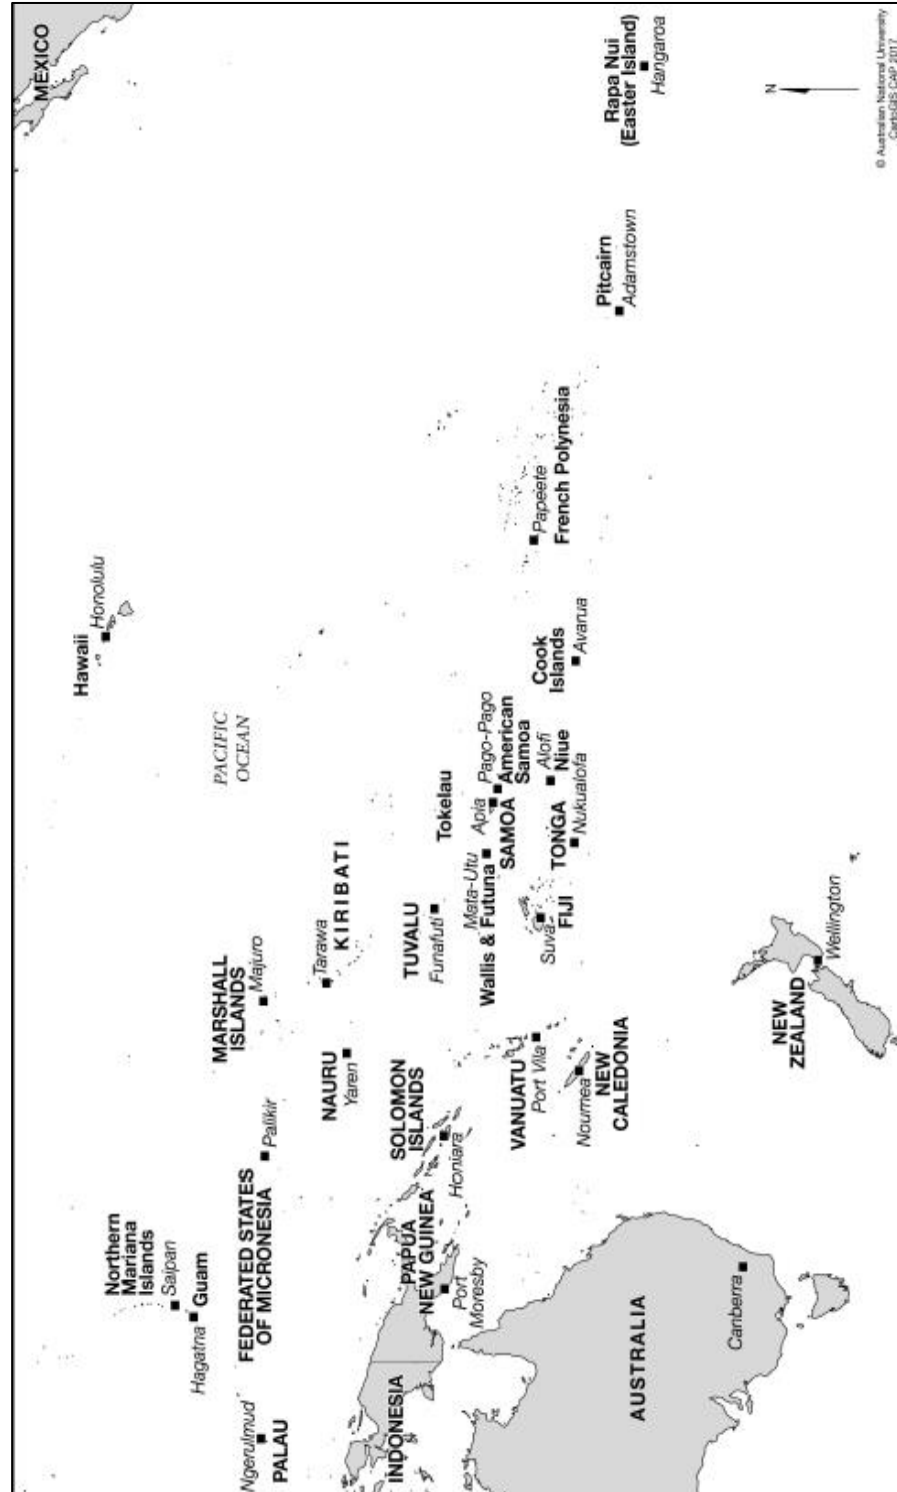 MEXICO
Hawaii
Honolulu
PACIFIC
OCEAN
Northern
Mariana
Islands
Saipan
Hagatna
Guam
MARSHALL
ISLANDS
Majuro
Ngerulmud
PALAU
FEDERATED STATES
OF MICRONESIA
Palikir
NAURU
Yaren
Tarawa
KIRIBATI
INDONESIA
PAPUA
NEW GUINEA
Port
Moresby
SOLOMON
ISLANDS
Honiara
TUVALU
Funafuti
Tokelau
Mata-Utu
Wallis & Futuna
Apia
SAMOA
Pago-Pago
American
Samoa
VANUATU
Port Vila
Suva
FIJI
TONGA
Nukualofa
Alofi
Niue
Cook
Islands
Avarua
Papeete
French Polynesia
Pitcairn
Adamstown
Rapa Nui
(Easter Island)
Hangaroa
Noumea
NEW
CALEDONIA
AUSTRALIA
Canberra
NEW
ZEALAND
Wellington
N
© Australian National University
CartoGIS CAP 2017